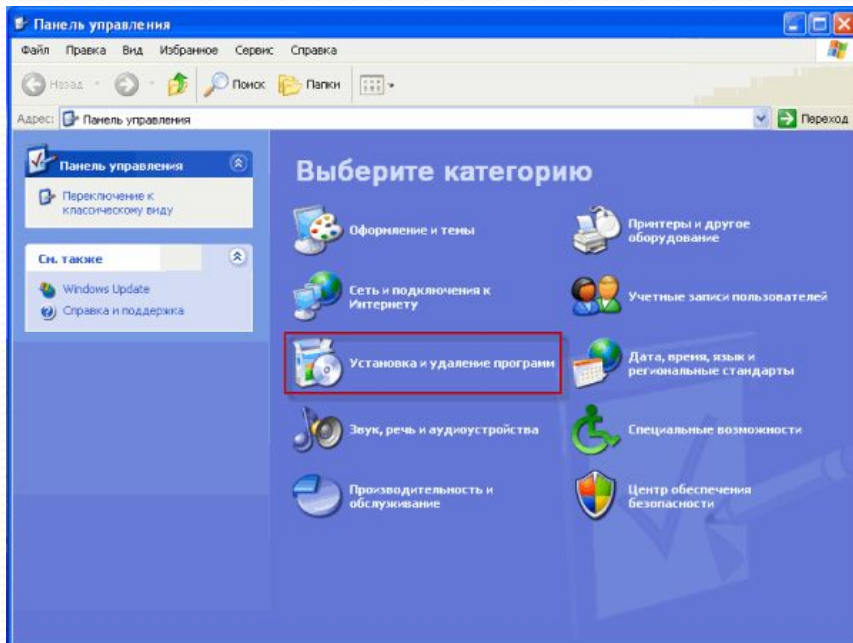 Панель управления
Файл Правка Вид Избранное Сервис Справка
Назад Поиск Папки
Адрес: Панель управления Переход
Панель управления
Переключение к
классическому виду
См. также
Windows Update
Справка и поддержка
Выберите категорию
Оформление и темы
Принтеры и другое
оборудование
Сеть и подключения к
Интернету
Учетные записи пользователей
Установка и удаление программ
Дата, время, язык и
региональные стандарты
Звук, речь и аудиоустройства
Специальные возможности
Производительность и
обслуживание
Центр обеспечения
безопасности